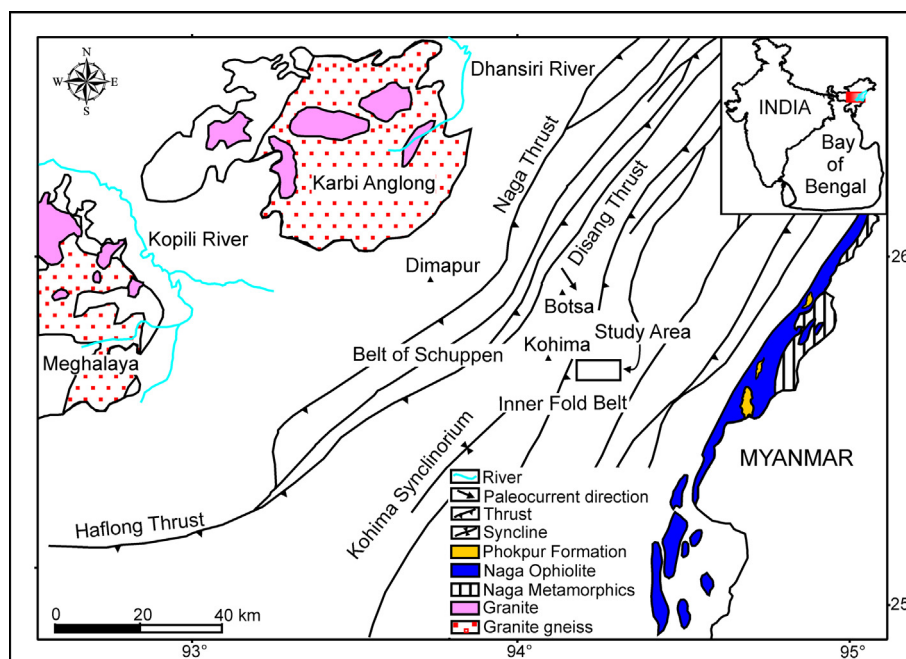 N
W
E
S
Dhansiri River
INDIA
Bay
of
Bengal
Karbi Anglong
Naga Thrust
Disang Thrust
Kopili River
Dimapur
26
Botsa
Study Area
Kohima
Belt of Schuppen
Meghalaya
Inner Fold Belt
MYANMAR
Kohima Synclinorium
Haflong Thrust
River
Paleocurrent direction
Thrust
Syncline
Phokpur Formation
Naga Ophiolite
Naga Metamorphics
Granite
Granite gneiss
25
0 20 40 km
93° 94 95°